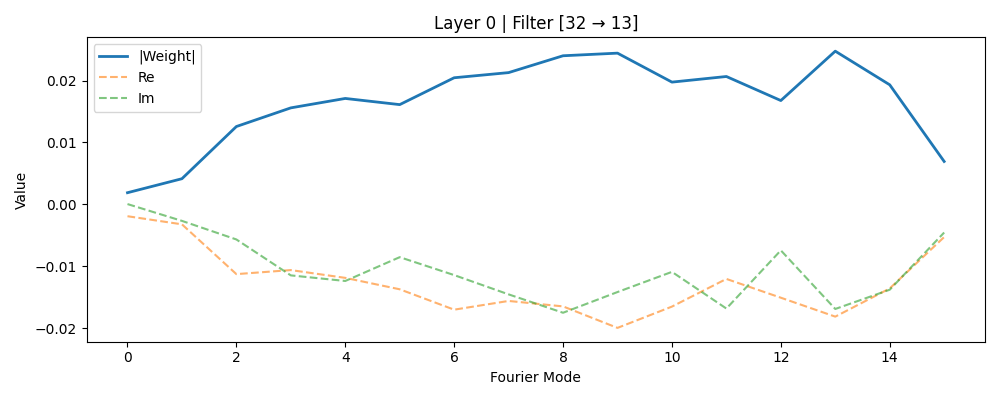 Layer 0 | Filter [32 → 13]
|Weight|
Re
Im
0.02
0.01
0.00
−0.01
−0.02
Value
0 2 4 6 8 10 12 14
Fourier Mode